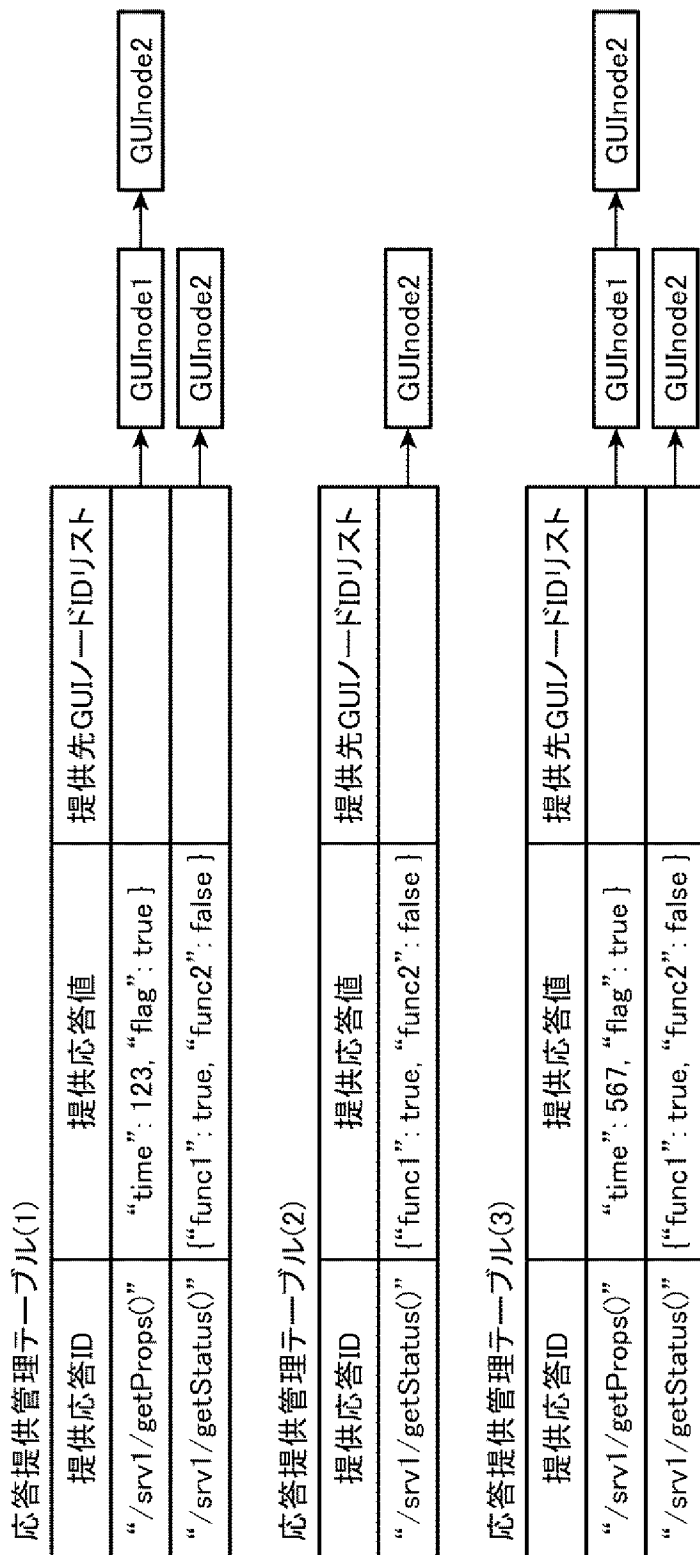 応答提供管理テーブル(1)
提供応答ID 提供応答値 提供先GUIノードIDリスト
“/srv1/getProps()” “time”: 123, “flag”: true } GUInode1 GUInode2
“/srv1/getStatus()” {“func1”: true, “func2”: false } GUInode2
応答提供管理テーブル(2)
提供応答ID 提供応答値 提供先GUIノードIDリスト
“/srv1/getStatus()” {“func1”: true, “func2”: false } GUInode2
応答提供管理テーブル(3)
提供応答ID 提供応答値 提供先GUIノードIDリスト
“/srv1/getProps()” “time”: 567, “flag”: true } GUInode1 GUInode2
“/srv1/getStatus()” {“func1”: true, “func2”: false } GUInode2